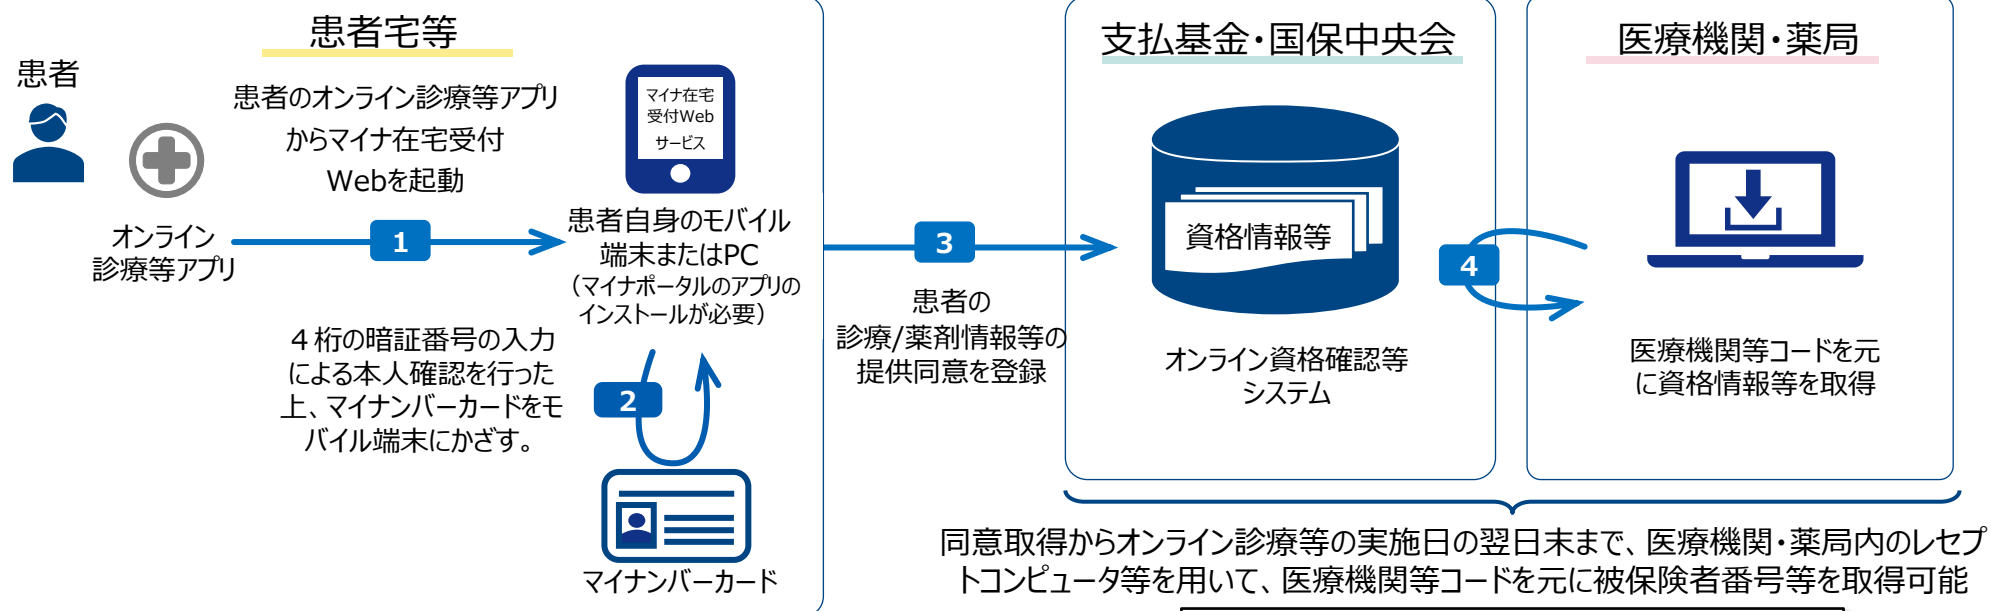 患者宅等
患者
患者のオンライン診療等アプリ
からマイナ在宅受付
Webを起動
オンライン
診療等アプリ
1
マイナ在宅
受付Web
サービス
患者自身のモバイル
端末またはPC
（マイナポータルのアプリの
インストールが必要）
４桁の暗証番号の入力
による本人確認を行った
上、マイナンバーカードをモ
バイル端末にかざす。
2
マイナンバーカード
3
患者の
診療/薬剤情報等の
提供同意を登録
支払基金・国保中央会
資格情報等
オンライン資格確認等
システム
4
医療機関・薬局
医療機関等コードを元
に資格情報等を取得
同意取得からオンライン診療等の実施日の翌日末まで、医療機関・薬局内のレセプ
トコンピュータ等を用いて、医療機関等コードを元に被保険者番号等を取得可能